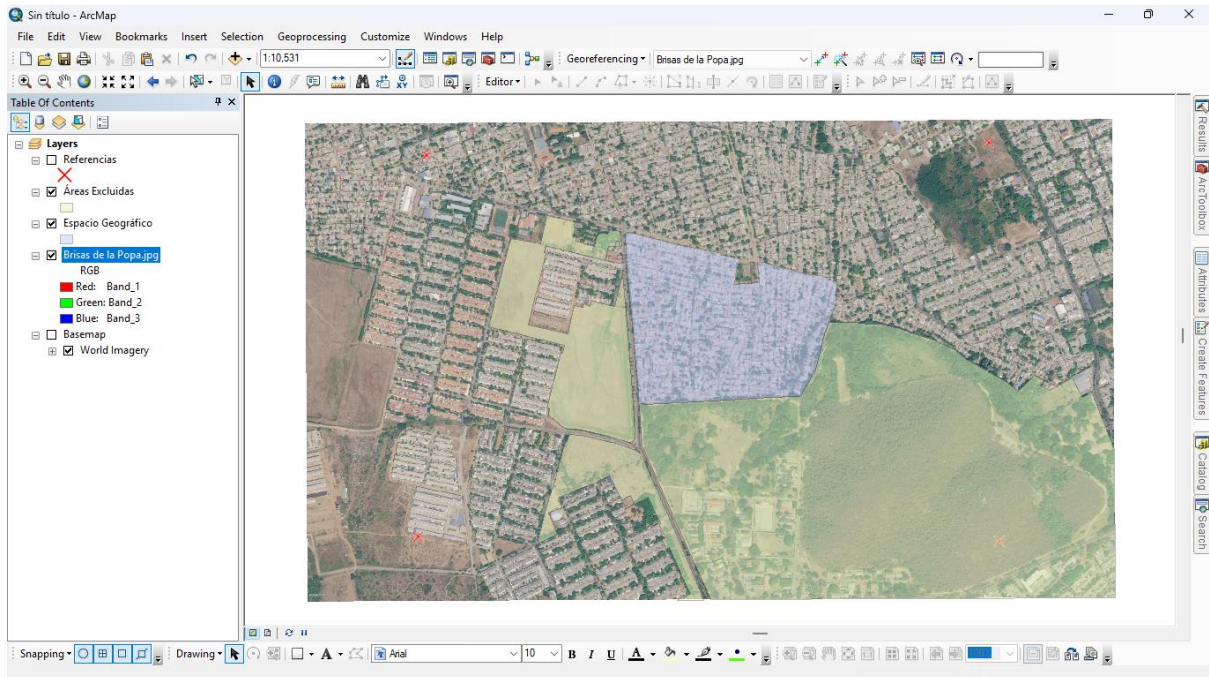 Sin título - ArcMap
File Edit View Bookmarks Insert Selection Geoprocessing Customize Windows Help
1:10,531 Georeferencing Brisas de la Popa.jpg
Editor
Table Of Contents
Layers
Referencias
Áreas Excluidas
Espacio Geográfico
Brisas de la Popa.jpg
RGB
Red: Band_1
Green: Band_2
Blue: Band_3
Basemap
World Imagery
Results
ArcToolbox
Attributes
Create Features
Catalog
Search
Snapping Drawing A Arial 10 B I U A